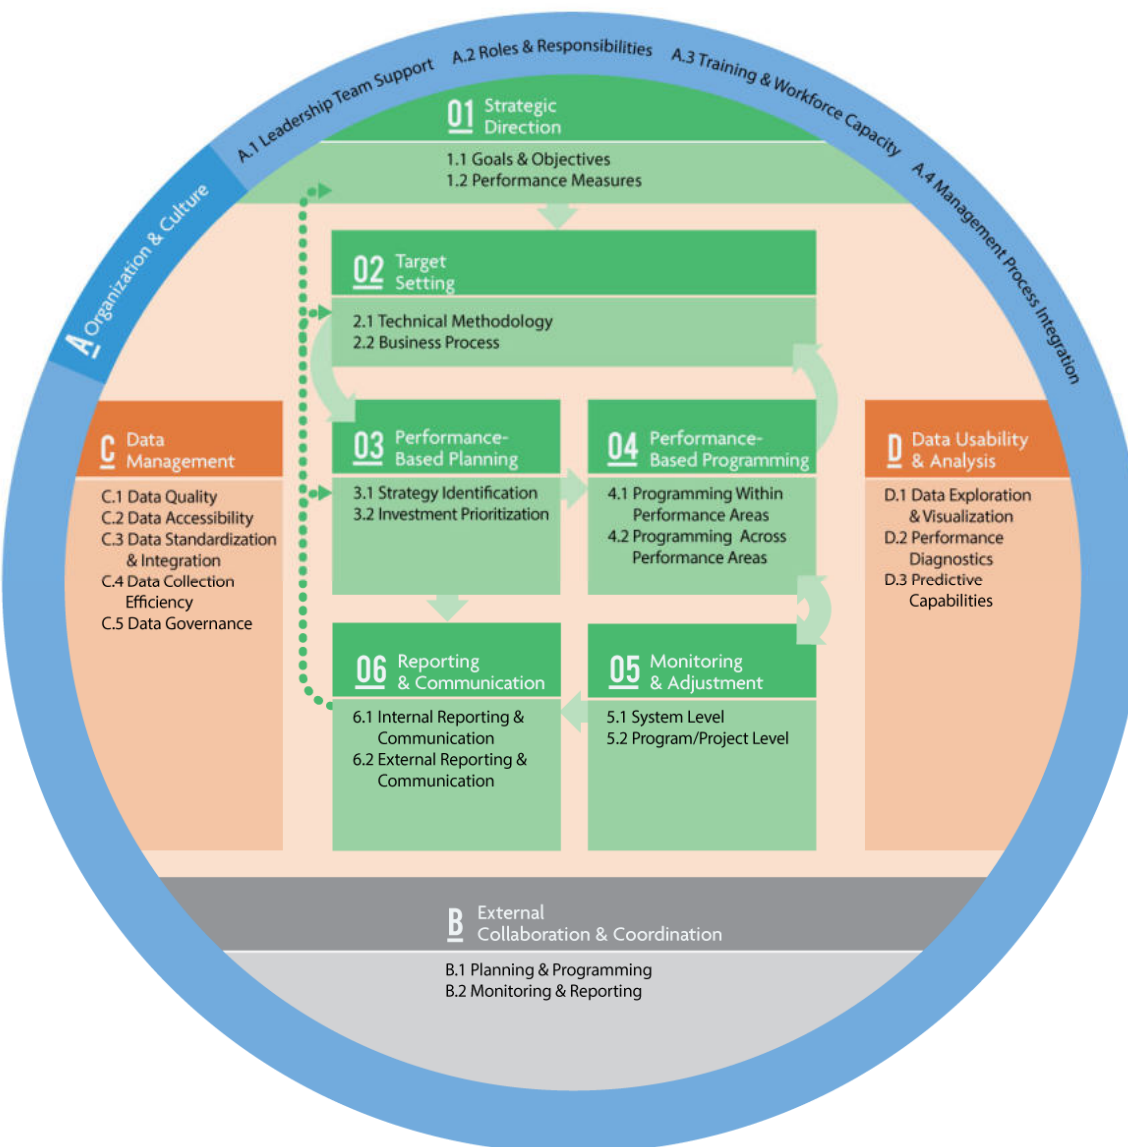 A Organization & Culture
A.1 Leadership Team Support
A.2 Roles & Responsibilities
A.3 Training & Workforce Capacity
A.4 Management Process Integration
01 Strategic
Direction
1.1 Goals & Objectives
1.2 Performance Measures
02 Target
Setting
2.1 Technical Methodology
2.2 Business Process
C Data
Management
C.1 Data Quality
C.2 Data Accessibility
C.3 Data Standardization
& Integration
C.4 Data Collection
Efficiency
C.5 Data Governance
03 Performance-
Based Planning
3.1 Strategy Identification
3.2 Investment Prioritization
04 Performance-
Based Programming
4.1 Programming Within
Performance Areas
4.2 Programming Across
Performance Areas
D Data Usability
& Analysis
D.1 Data Exploration
& Visualization
D.2 Performance
Diagnostics
D.3 Predictive
Capabilities
06 Reporting
& Communication
6.1 Internal Reporting &
Communication
6.2 External Reporting &
Communication
05 Monitoring
& Adjustment
5.1 System Level
5.2 Program/Project Level
B External
Collaboration & Coordination
B.1 Planning & Programming
B.2 Monitoring & Reporting